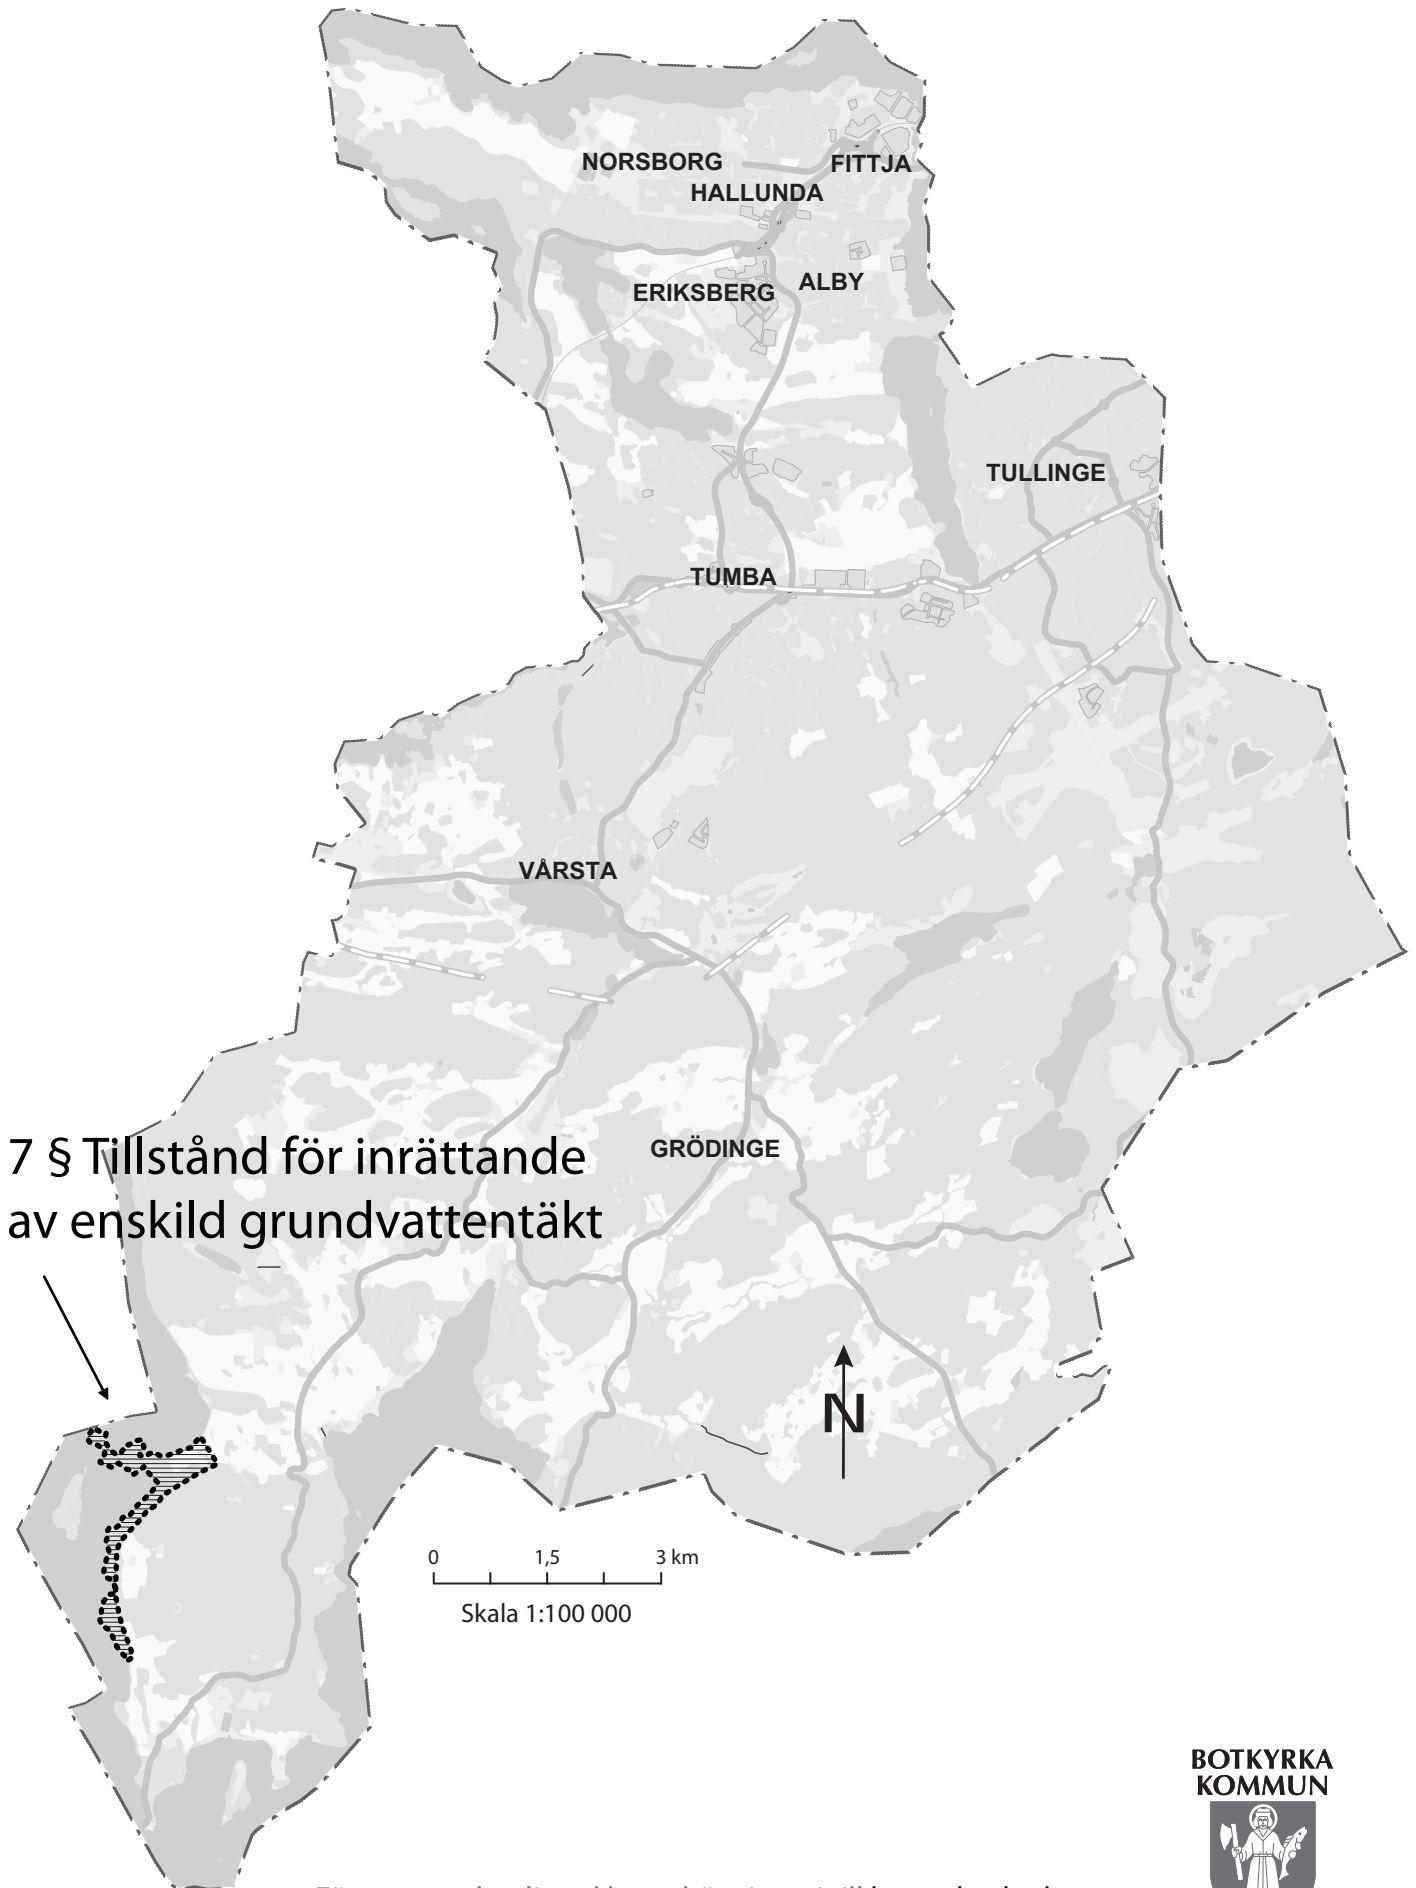 NORSBORG
FITTJA
HALLUNDA
ALBY
ERIKSBERG
TULLINGE
TUMBA
VÅRSTA
7 § Tillstånd för inrättande
av enskild grundvattentäkt
GRÖDINGE
N
0 1,5 3 km
Skala 1:100 000
BOTKYRKA
KOMMUN